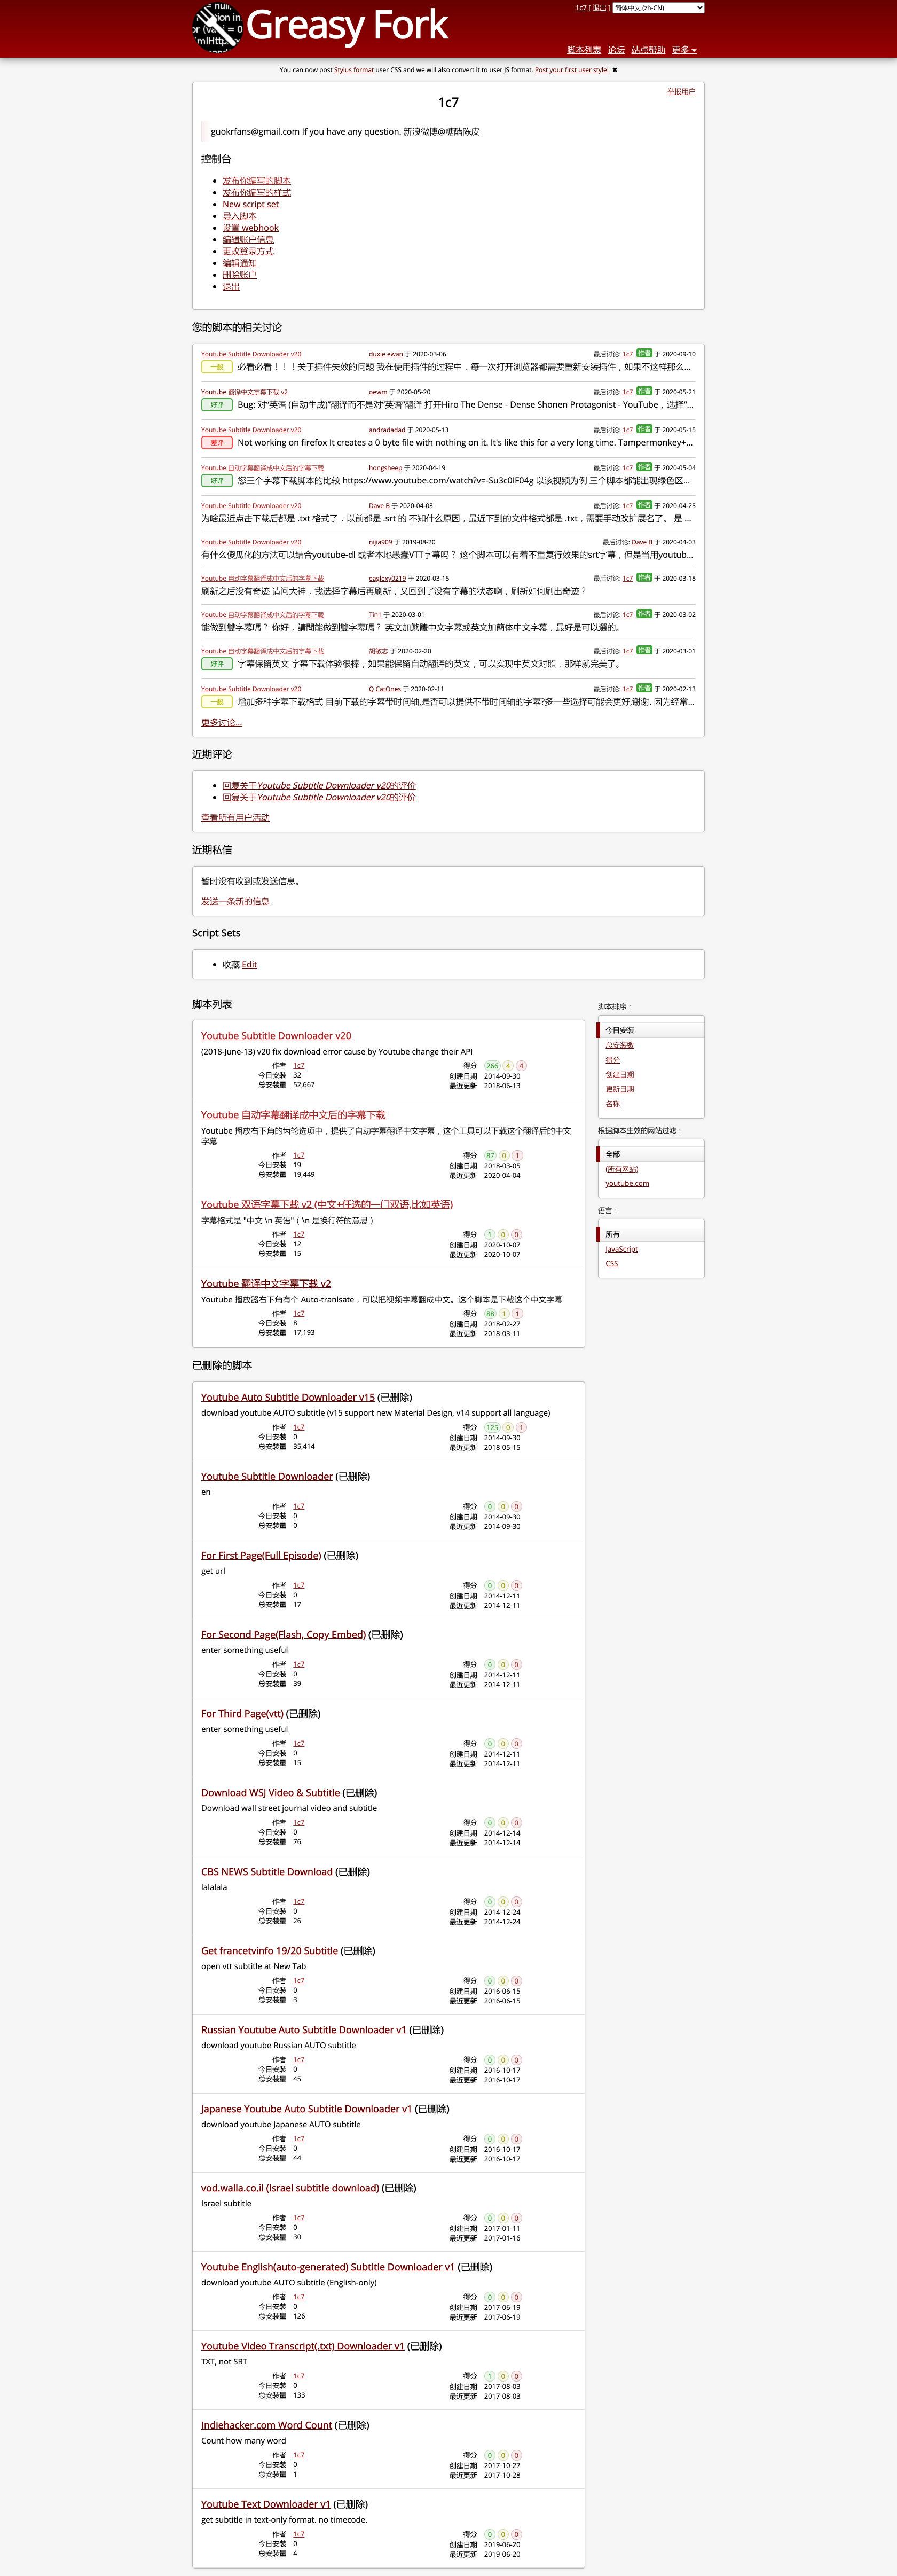 1c7 [ 退出 ] 简体中文 (zh-CN)
Greasy Fork
脚本列表 论坛 站点帮助 更多
You can now post Stylus format user CSS and we will also convert it to user JS format. Post your first user style! ✖
举报用户
1c7
guokrfans@gmail.com If you have any question. 新浪微博@糖醋陈皮
控制台
发布你编写的脚本
发布你编写的样式
New script set
导入脚本
设置 webhook
编辑账户信息
更改登录方式
编辑通知
删除账户
退出
您的脚本的相关讨论
Youtube Subtitle Downloader v20 duxie ewan 于 2020-03-06 最后讨论: 1c7 作者 于 2020-09-10
一般 必看必看！！！关于插件失效的问题 我在使用插件的过程中，每一次打开浏览器都需要重新安装插件，如果不这样那么...
Youtube 翻译中文字幕下载 v2 oewm 于 2020-05-20 最后讨论: 1c7 作者 于 2020-05-21
好评 Bug: 对“英语 (自动生成)”翻译而不是对“英语”翻译 打开Hiro The Dense - Dense Shonen Protagonist - YouTube，选择“...
Youtube Subtitle Downloader v20 andradadad 于 2020-05-13 最后讨论: 1c7 作者 于 2020-05-15
差评 Not working on firefox It creates a 0 byte file with nothing on it. It's like this for a very long time. Tampermonkey+...
Youtube 自动字幕翻译成中文后的字幕下载 hongsheep 于 2020-04-19 最后讨论: 1c7 作者 于 2020-05-04
好评 您三个字幕下载脚本的比较 https://www.youtube.com/watch?v=-Su3c0IF04g 以该视频为例 三个脚本都能出现绿色区...
Youtube Subtitle Downloader v20 Dave B 于 2020-04-03 最后讨论: 1c7 作者 于 2020-04-25
为啥最近点击下载后都是 .txt 格式了，以前都是 .srt 的 不知什么原因，最近下到的文件格式都是 .txt，需要手动改扩展名了。 是 ...
Youtube Subtitle Downloader v20 nijia909 于 2019-08-20 最后讨论: Dave B 于 2020-04-03
有什么傻瓜化的方法可以结合youtube-dl 或者本地愚蠢VTT字幕吗？ 这个脚本可以有着不重复行效果的srt字幕，但是当用youtub...
Youtube 自动字幕翻译成中文后的字幕下载 eaglexy0219 于 2020-03-15 最后讨论: 1c7 作者 于 2020-03-18
刷新之后没有奇迹 请问大神，我选择字幕后再刷新，又回到了没有字幕的状态啊，刷新如何刷出奇迹？
Youtube 自动字幕翻译成中文后的字幕下载 Tin1 于 2020-03-01 最后讨论: 1c7 作者 于 2020-03-02
能做到雙字幕嗎？ 你好，請問能做到雙字幕嗎？ 英文加繁體中文字幕或英文加簡体中文字幕，最好是可以選的。
Youtube 自动字幕翻译成中文后的字幕下载 胡敏志 于 2020-02-20 最后讨论: 1c7 作者 于 2020-03-01
好评 字幕保留英文 字幕下载体验很棒，如果能保留自动翻译的英文，可以实现中英文对照，那样就完美了。
Youtube Subtitle Downloader v20 Q CatOnes 于 2020-02-11 最后讨论: 1c7 作者 于 2020-02-13
一般 增加多种字幕下载格式 目前下载的字幕带时间轴,是否可以提供不带时间轴的字幕?多一些选择可能会更好,谢谢. 因为经常...
更多讨论...
近期评论
回复关于Youtube Subtitle Downloader v20的评价
回复关于Youtube Subtitle Downloader v20的评价
查看所有用户活动
近期私信
暂时没有收到或发送信息。
发送一条新的信息
Script Sets
收藏 Edit
脚本列表
Youtube Subtitle Downloader v20
(2018-June-13) v20 fix download error cause by Youtube change their API
作者 1c7 得分 266 4 4
今日安装 32 创建日期 2014-09-30
总安装量 52,667 最近更新 2018-06-13
Youtube 自动字幕翻译成中文后的字幕下载
Youtube 播放右下角的齿轮选项中，提供了自动字幕翻译中文字幕，这个工具可以下载这个翻译后的中文
字幕
作者 1c7 得分 87 0 1
今日安装 19 创建日期 2018-03-05
总安装量 19,449 最近更新 2020-04-04
Youtube 双语字幕下载 v2 (中文+任选的一门双语,比如英语)
字幕格式是 "中文 \n 英语"（ \n 是换行符的意思 ）
作者 1c7 得分 1 0 0
今日安装 12 创建日期 2020-10-07
总安装量 15 最近更新 2020-10-07
Youtube 翻译中文字幕下载 v2
Youtube 播放器右下角有个 Auto-tranlsate，可以把视频字幕翻成中文。这个脚本是下载这个中文字幕
作者 1c7 得分 88 1 1
今日安装 8 创建日期 2018-02-27
总安装量 17,193 最近更新 2018-03-11
脚本排序：
今日安装
总安装数
得分
创建日期
更新日期
名称
根据脚本生效的网站过滤：
全部
(所有网站)
youtube.com
语言：
所有
JavaScript
CSS
已删除的脚本
Youtube Auto Subtitle Downloader v15 (已删除)
download youtube AUTO subtitle (v15 support new Material Design, v14 support all language)
作者 1c7 得分 125 0 1
今日安装 0 创建日期 2014-09-30
总安装量 35,414 最近更新 2018-05-15
Youtube Subtitle Downloader (已删除)
en
作者 1c7 得分 0 0 0
今日安装 0 创建日期 2014-09-30
总安装量 0 最近更新 2014-09-30
For First Page(Full Episode) (已删除)
get url
作者 1c7 得分 0 0 0
今日安装 0 创建日期 2014-12-11
总安装量 17 最近更新 2014-12-11
For Second Page(Flash, Copy Embed) (已删除)
enter something useful
作者 1c7 得分 0 0 0
今日安装 0 创建日期 2014-12-11
总安装量 39 最近更新 2014-12-11
For Third Page(vtt) (已删除)
enter something useful
作者 1c7 得分 0 0 0
今日安装 0 创建日期 2014-12-11
总安装量 15 最近更新 2014-12-11
Download WSJ Video & Subtitle (已删除)
Download wall street journal video and subtitle
作者 1c7 得分 0 0 0
今日安装 0 创建日期 2014-12-14
总安装量 76 最近更新 2014-12-14
CBS NEWS Subtitle Download (已删除)
lalalala
作者 1c7 得分 0 0 0
今日安装 0 创建日期 2014-12-24
总安装量 26 最近更新 2014-12-24
Get francetvinfo 19/20 Subtitle (已删除)
open vtt subtitle at New Tab
作者 1c7 得分 0 0 0
今日安装 0 创建日期 2016-06-15
总安装量 3 最近更新 2016-06-15
Russian Youtube Auto Subtitle Downloader v1 (已删除)
download youtube Russian AUTO subtitle
作者 1c7 得分 0 0 0
今日安装 0 创建日期 2016-10-17
总安装量 45 最近更新 2016-10-17
Japanese Youtube Auto Subtitle Downloader v1 (已删除)
download youtube Japanese AUTO subtitle
作者 1c7 得分 0 0 0
今日安装 0 创建日期 2016-10-17
总安装量 44 最近更新 2016-10-17
vod.walla.co.il (Israel subtitle download) (已删除)
Israel subtitle
作者 1c7 得分 0 0 0
今日安装 0 创建日期 2017-01-11
总安装量 30 最近更新 2017-01-16
Youtube English(auto-generated) Subtitle Downloader v1 (已删除)
download youtube AUTO subtitle (English-only)
作者 1c7 得分 0 0 0
今日安装 0 创建日期 2017-06-19
总安装量 126 最近更新 2017-06-19
Youtube Video Transcript(.txt) Downloader v1 (已删除)
TXT, not SRT
作者 1c7 得分 1 0 0
今日安装 0 创建日期 2017-08-03
总安装量 133 最近更新 2017-08-03
Indiehacker.com Word Count (已删除)
Count how many word
作者 1c7 得分 0 0 0
今日安装 0 创建日期 2017-10-27
总安装量 1 最近更新 2017-10-28
Youtube Text Downloader v1 (已删除)
get subtitle in text-only format. no timecode.
作者 1c7 得分 0 0 0
今日安装 0 创建日期 2019-06-20
总安装量 4 最近更新 2019-06-20